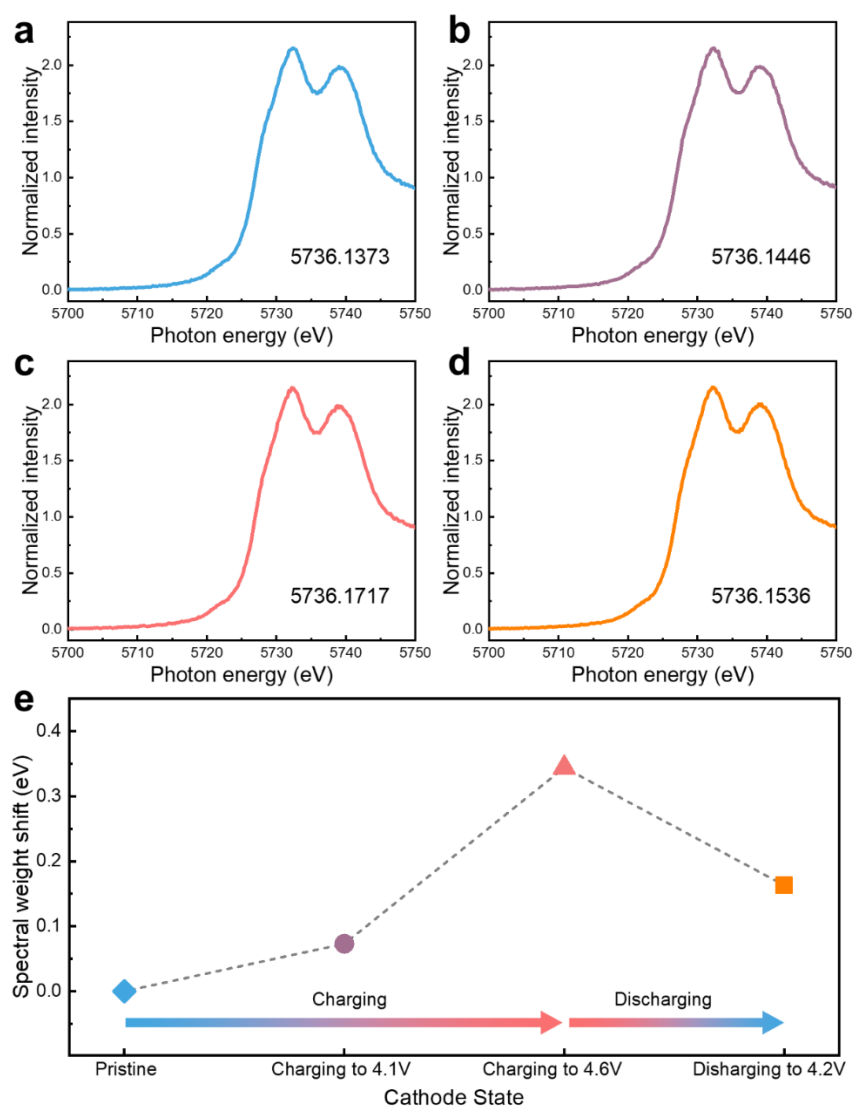 a
Normalized intensity
2.0
1.5
1.0
0.5
0.0
5736.1373
5700 5710 5720 5730 5740 5750
Photon energy (eV)
b
Normalized intensity
2.0
1.5
1.0
0.5
0.0
5736.1446
5700 5710 5720 5730 5740 5750
Photon energy (eV)
c
Normalized intensity
2.0
1.5
1.0
0.5
0.0
5736.1717
5700 5710 5720 5730 5740 5750
Photon energy (eV)
d
Normalized intensity
2.0
1.5
1.0
0.5
0.0
5736.1536
5700 5710 5720 5730 5740 5750
Photon energy (eV)
e
Spectral weight shift (eV)
0.4
0.3
0.2
0.1
0.0
Charging
Discharging
Pristine Charging to 4.1V Charging to 4.6V Disharging to 4.2V
Cathode State